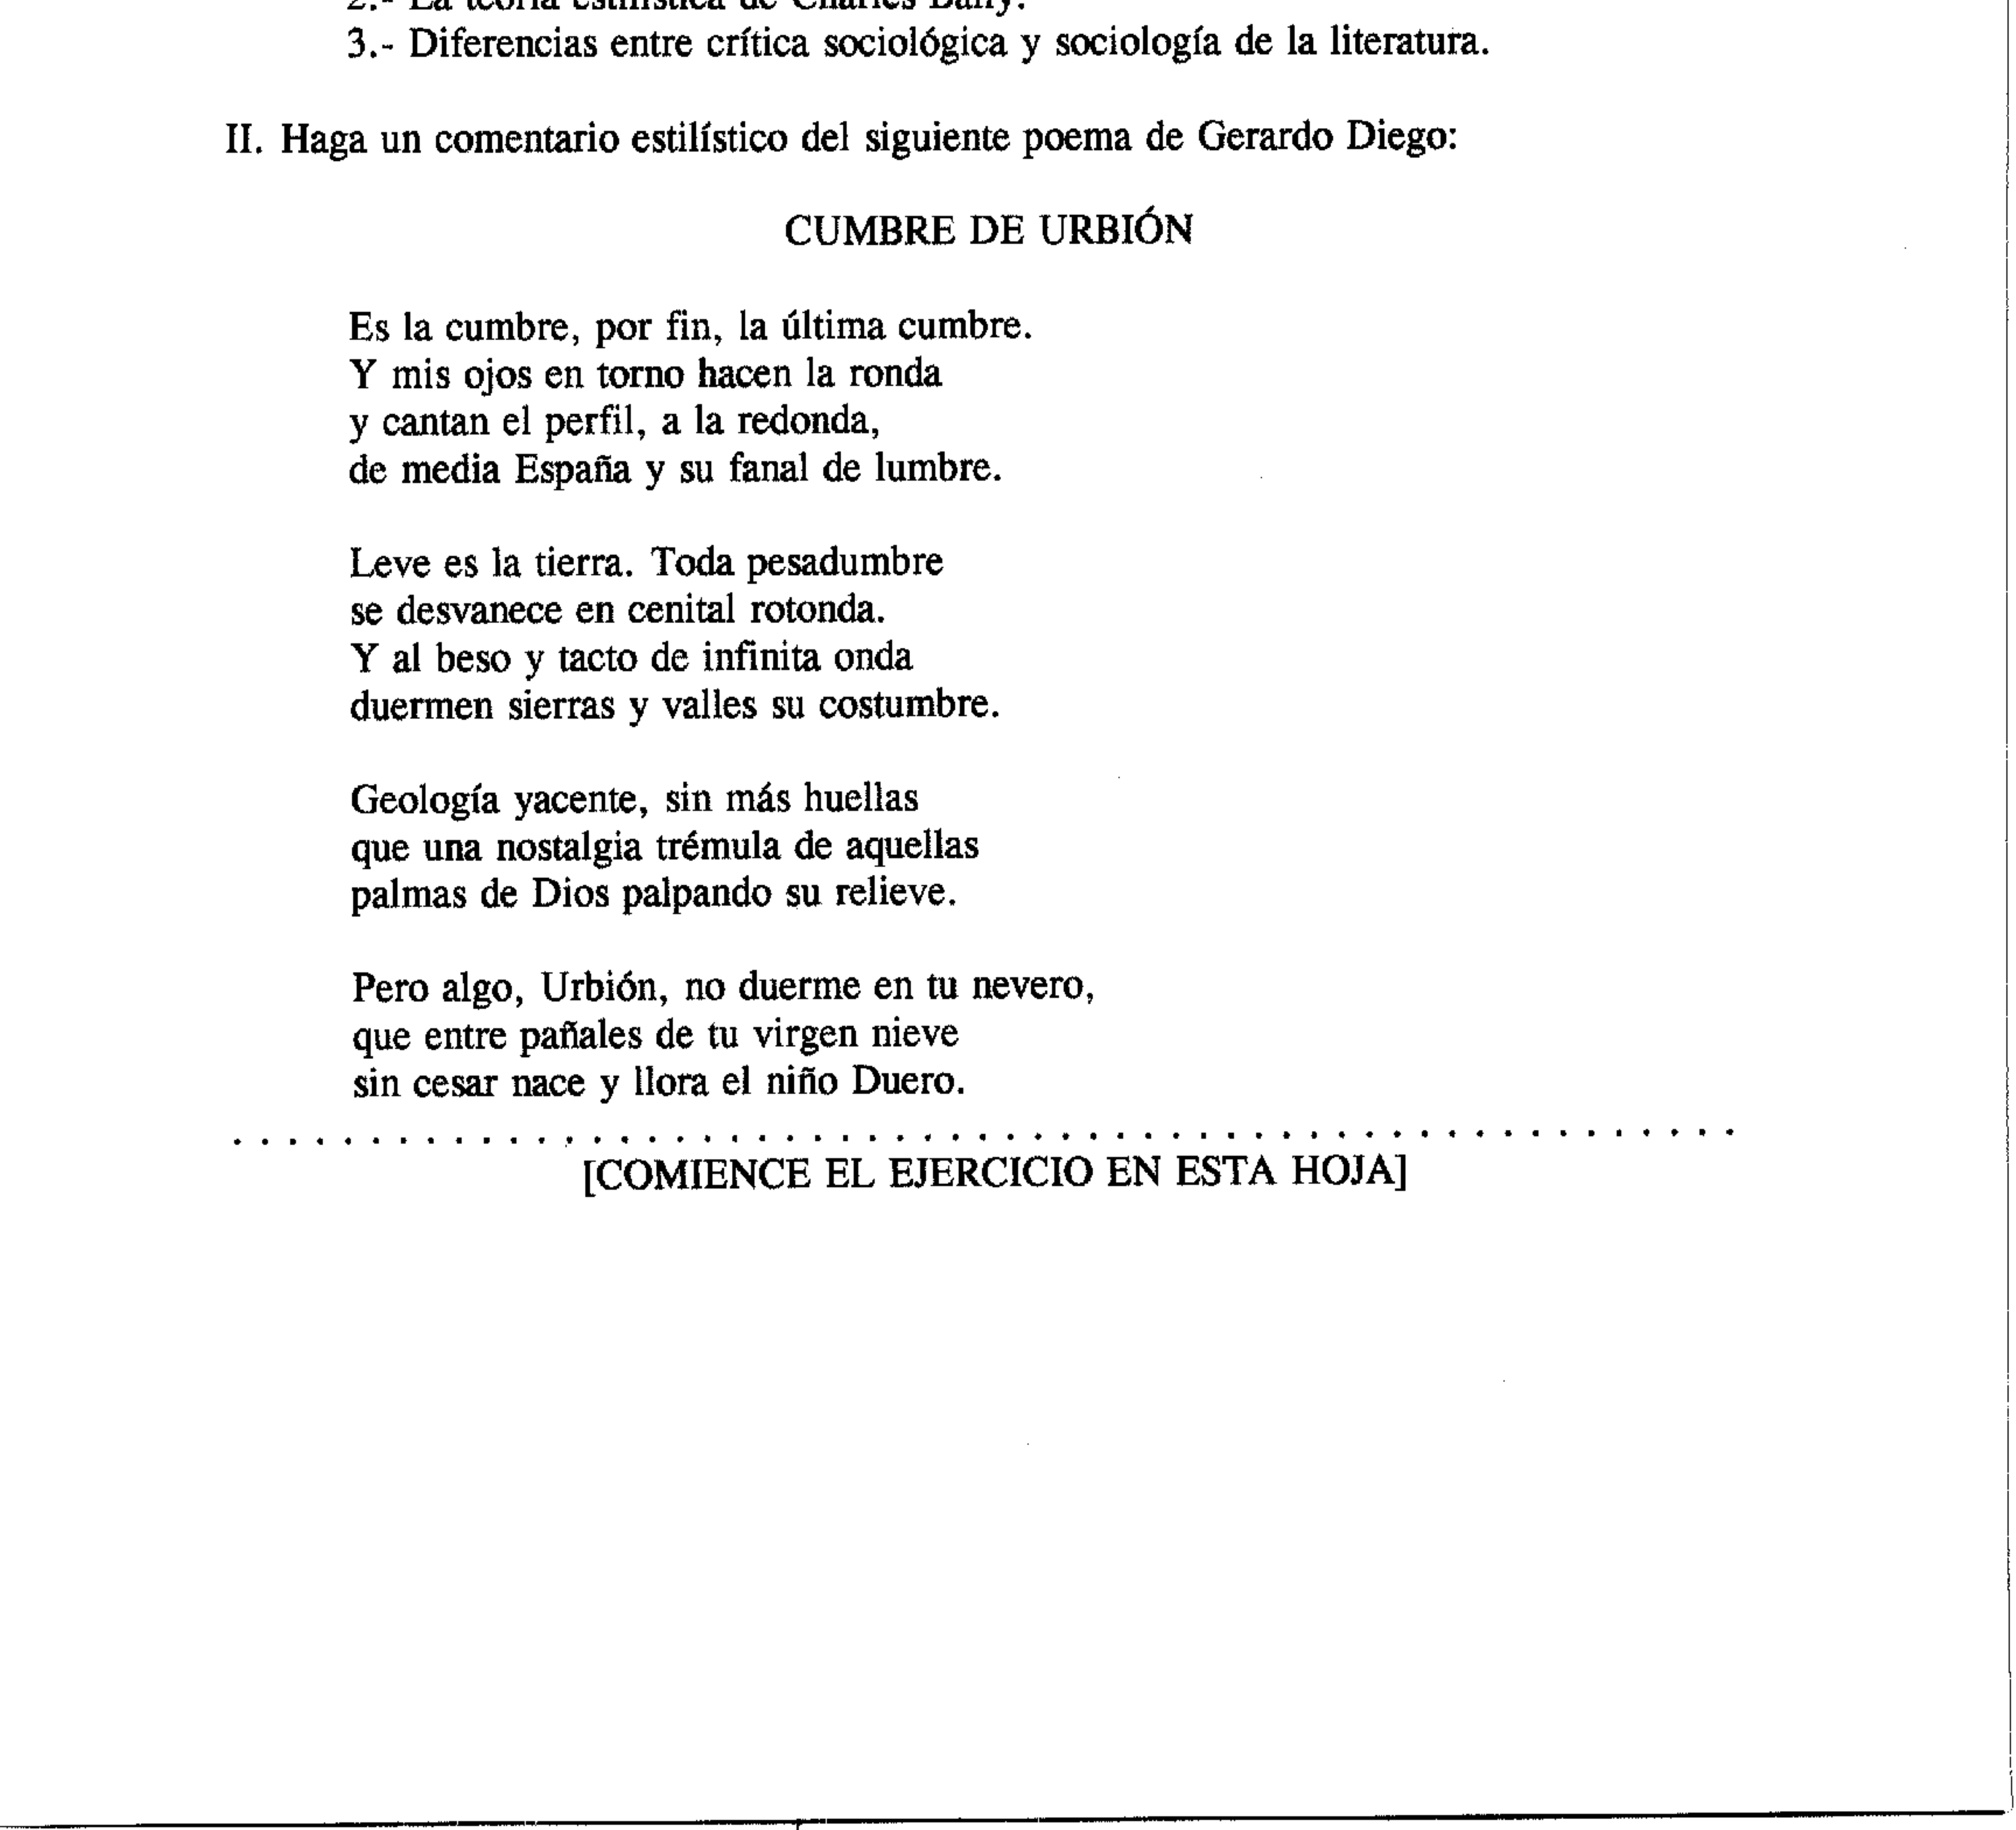 2.- La teoría estilística de Charles Bally.
3.- Diferencias entre crítica sociológica y sociología de la literatura.
II. Haga un comentario estilístico del siguiente poema de Gerardo Diego:
CUMBRE DE URBIÓN
Es la cumbre, por fin, la última cumbre.
Y mis ojos en torno hacen la ronda
y cantan el perfil, a la redonda,
de media España y su fanal de lumbre.
Leve es la tierra. Toda pesadumbre
se desvanece en cenital rotonda.
Y al beso y tacto de infinita onda
duermen sierras y valles su costumbre.
Geología yacente, sin más huellas
que una nostalgia trémula de aquellas
palmas de Dios palpando su relieve.
Pero algo, Urbión, no duerme en tu nevero,
que entre pañales de tu virgen nieve
sin cesar nace y llora el niño Duero.
. . . . . . . . . . . . . . . . . . . . . . . . . . . . . . . . . . . . . . . . . . . . . . . . . . . . . . .
[COMIENCE EL EJERCICIO EN ESTA HOJA]